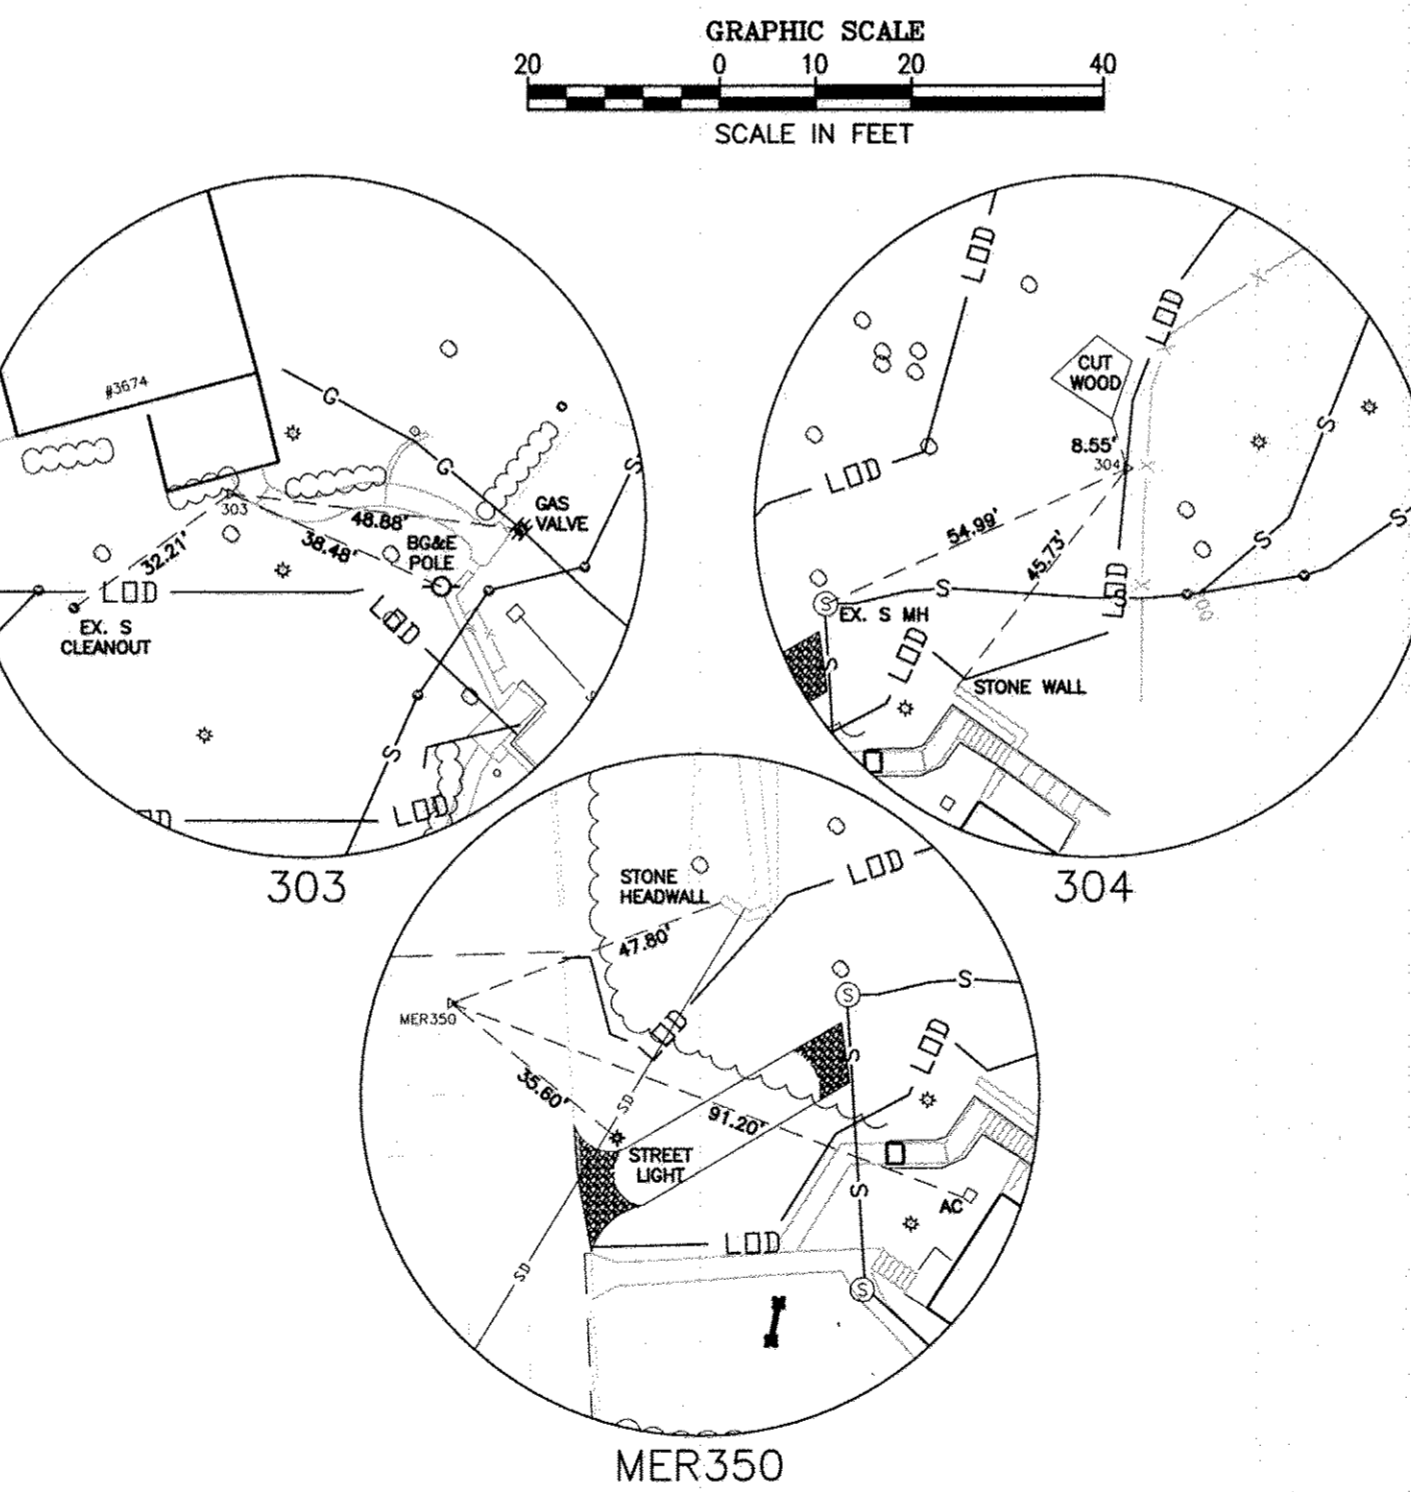 GRAPHIC SCALE
20 0 10 20 40
SCALE IN FEET
#3674
G
G
S
GAS
VALVE
303
48.88'
38.48'
32.21'
BG&E
POLE
LOD
LOD
EX. S
CLEANOUT
S
S
LOD
303
LOD
LOD
CUT
WOOD
8.55'
304
S
LOD
54.99'
45.73'
S
S
LOD
S
S
EX. S MH
LOD
S
STONE WALL
304
STONE
HEADWALL
LOD
47.80'
MER350
S
S
LOD
S
LOD
35.60'
SD
91.20'
STREET
LIGHT
S
AC
LOD
SD
S
MER350